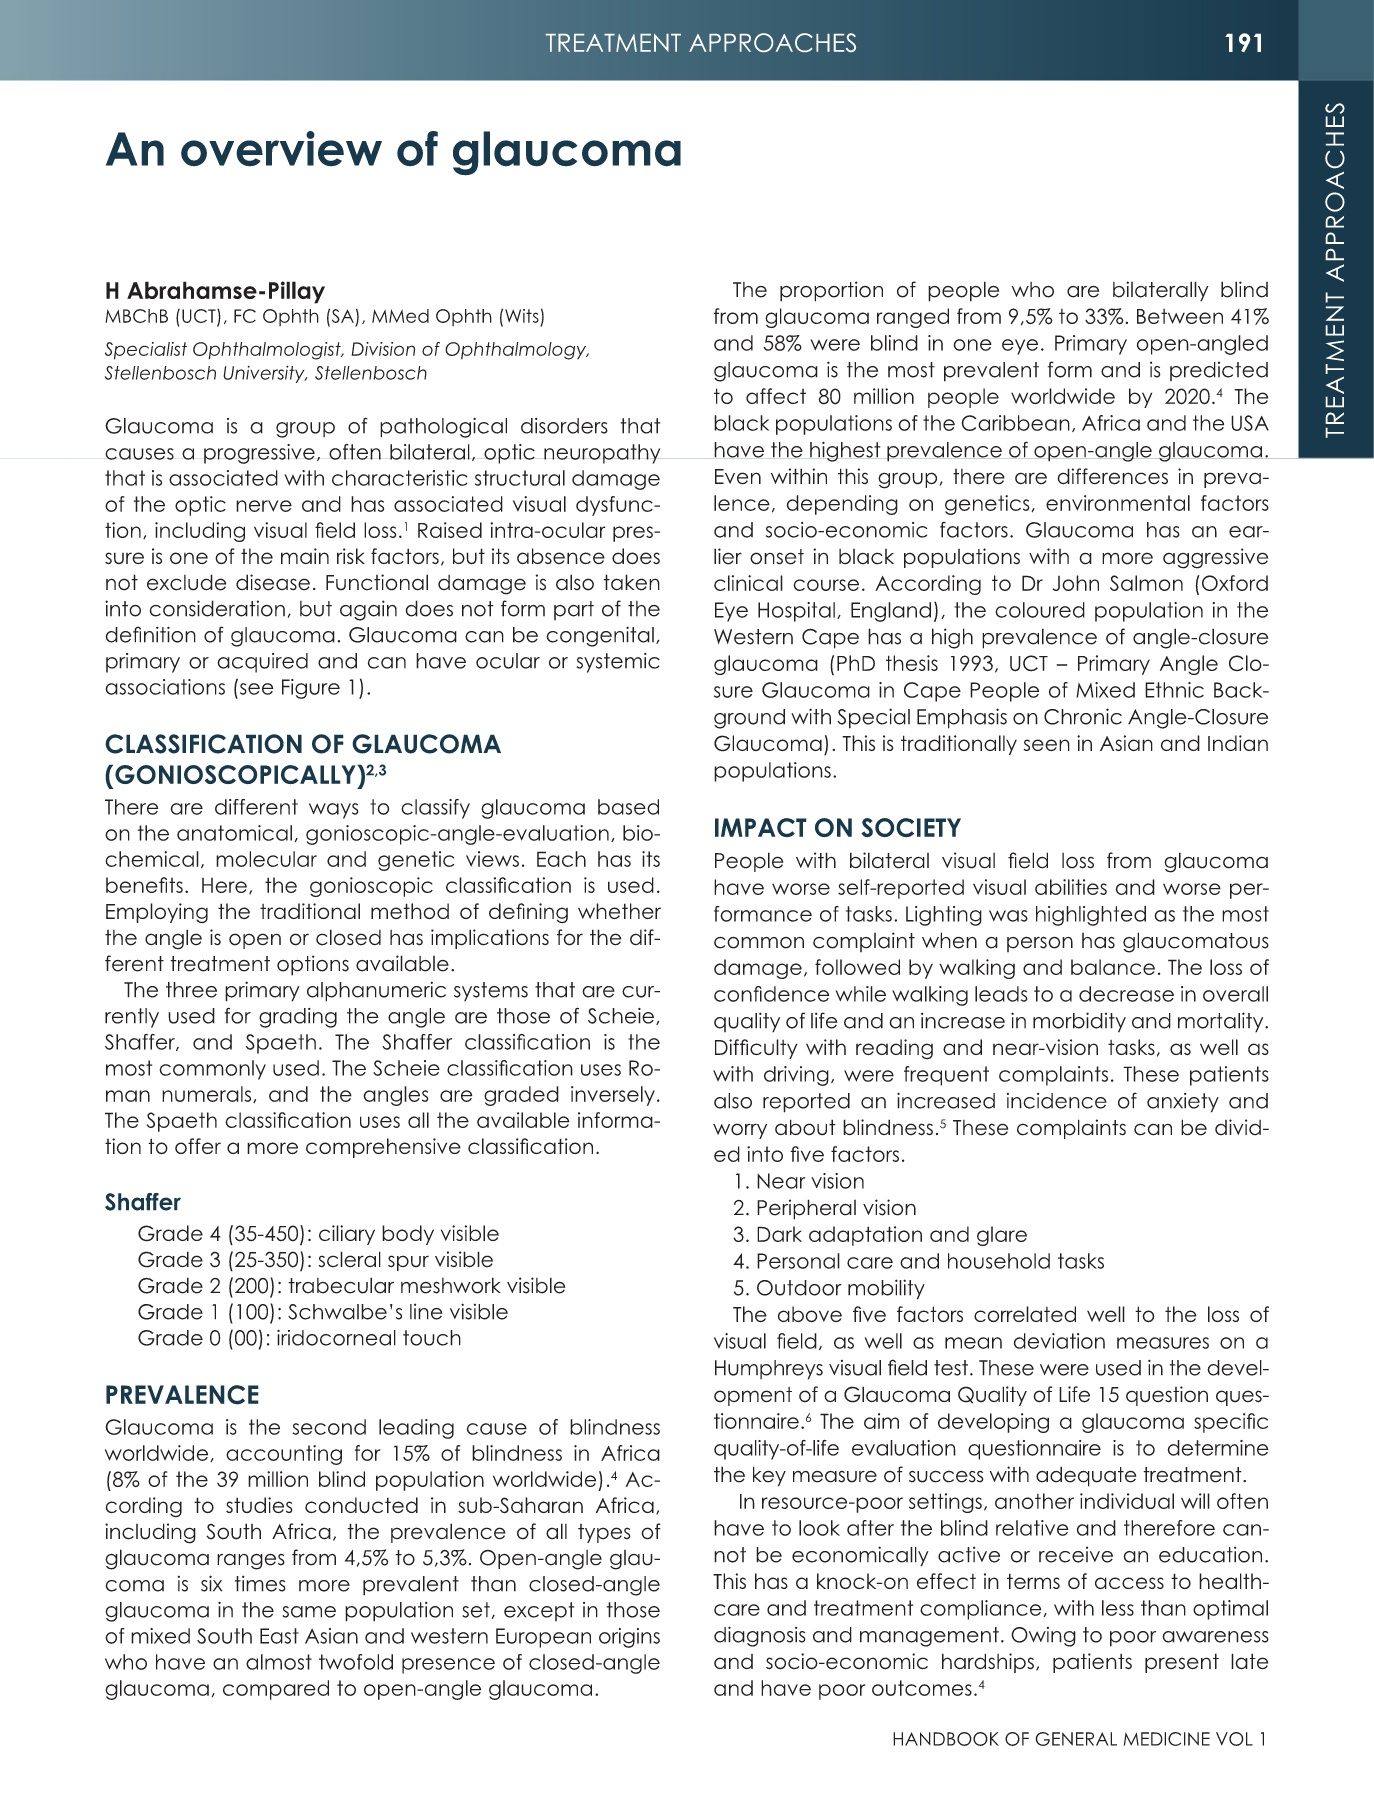 TREATMENT APPROACHES
191
TREATMENT APPROACHES
An overview of glaucoma
H Abrahamse-Pillay
MBChB (UCT), FC Ophth (SA), MMed Ophth (Wits)
Specialist Ophthalmologist, Division of Ophthalmology,
Stellenbosch University, Stellenbosch
Glaucoma is a group of pathological disorders that
causes a progressive, often bilateral, optic neuropathy
that is associated with characteristic structural damage
of the optic nerve and has associated visual dysfunc-
tion, including visual field loss.¹ Raised intra-ocular pres-
sure is one of the main risk factors, but its absence does
not exclude disease. Functional damage is also taken
into consideration, but again does not form part of the
definition of glaucoma. Glaucoma can be congenital,
primary or acquired and can have ocular or systemic
associations (see Figure 1).
CLASSIFICATION OF GLAUCOMA
(GONIOSCOPICALLY)²,³
There are different ways to classify glaucoma based
on the anatomical, gonioscopic-angle-evaluation, bio-
chemical, molecular and genetic views. Each has its
benefits. Here, the gonioscopic classification is used.
Employing the traditional method of defining whether
the angle is open or closed has implications for the dif-
ferent treatment options available.
The three primary alphanumeric systems that are cur-
rently used for grading the angle are those of Scheie,
Shaffer, and Spaeth. The Shaffer classification is the
most commonly used. The Scheie classification uses Ro-
man numerals, and the angles are graded inversely.
The Spaeth classification uses all the available informa-
tion to offer a more comprehensive classification.
Shaffer
Grade 4 (35-450): ciliary body visible
Grade 3 (25-350): scleral spur visible
Grade 2 (200): trabecular meshwork visible
Grade 1 (100): Schwalbe's line visible
Grade 0 (00): iridocorneal touch
PREVALENCE
Glaucoma is the second leading cause of blindness
worldwide, accounting for 15% of blindness in Africa
(8% of the 39 million blind population worldwide).⁴ Ac-
cording to studies conducted in sub-Saharan Africa,
including South Africa, the prevalence of all types of
glaucoma ranges from 4,5% to 5,3%. Open-angle glau-
coma is six times more prevalent than closed-angle
glaucoma in the same population set, except in those
of mixed South East Asian and western European origins
who have an almost twofold presence of closed-angle
glaucoma, compared to open-angle glaucoma.
The proportion of people who are bilaterally blind
from glaucoma ranged from 9,5% to 33%. Between 41%
and 58% were blind in one eye. Primary open-angled
glaucoma is the most prevalent form and is predicted
to affect 80 million people worldwide by 2020.⁴ The
black populations of the Caribbean, Africa and the USA
have the highest prevalence of open-angle glaucoma.
Even within this group, there are differences in preva-
lence, depending on genetics, environmental factors
and socio-economic factors. Glaucoma has an ear-
lier onset in black populations with a more aggressive
clinical course. According to Dr John Salmon (Oxford
Eye Hospital, England), the coloured population in the
Western Cape has a high prevalence of angle-closure
glaucoma (PhD thesis 1993, UCT – Primary Angle Clo-
sure Glaucoma in Cape People of Mixed Ethnic Back-
ground with Special Emphasis on Chronic Angle-Closure
Glaucoma). This is traditionally seen in Asian and Indian
populations.
IMPACT ON SOCIETY
People with bilateral visual field loss from glaucoma
have worse self-reported visual abilities and worse per-
formance of tasks. Lighting was highlighted as the most
common complaint when a person has glaucomatous
damage, followed by walking and balance. The loss of
confidence while walking leads to a decrease in overall
quality of life and an increase in morbidity and mortality.
Difficulty with reading and near-vision tasks, as well as
with driving, were frequent complaints. These patients
also reported an increased incidence of anxiety and
worry about blindness.⁵ These complaints can be divid-
ed into five factors.
1. Near vision
2. Peripheral vision
3. Dark adaptation and glare
4. Personal care and household tasks
5. Outdoor mobility
The above five factors correlated well to the loss of
visual field, as well as mean deviation measures on a
Humphreys visual field test. These were used in the devel-
opment of a Glaucoma Quality of Life 15 question ques-
tionnaire.⁶ The aim of developing a glaucoma specific
quality-of-life evaluation questionnaire is to determine
the key measure of success with adequate treatment.
In resource-poor settings, another individual will often
have to look after the blind relative and therefore can-
not be economically active or receive an education.
This has a knock-on effect in terms of access to health-
care and treatment compliance, with less than optimal
diagnosis and management. Owing to poor awareness
and socio-economic hardships, patients present late
and have poor outcomes.⁴
HANDBOOK OF GENERAL MEDICINE VOL 1